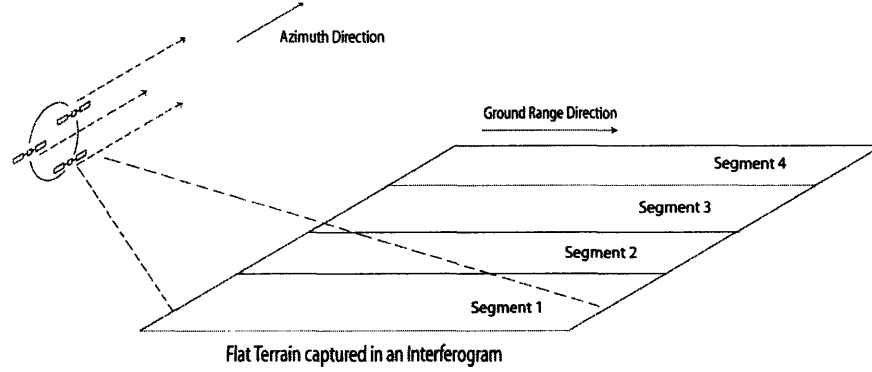 Azimuth Direction
Ground Range Direction
Segment 4
Segment 3
Segment 2
Segment 1
Flat Terrain captured in an Interferogram